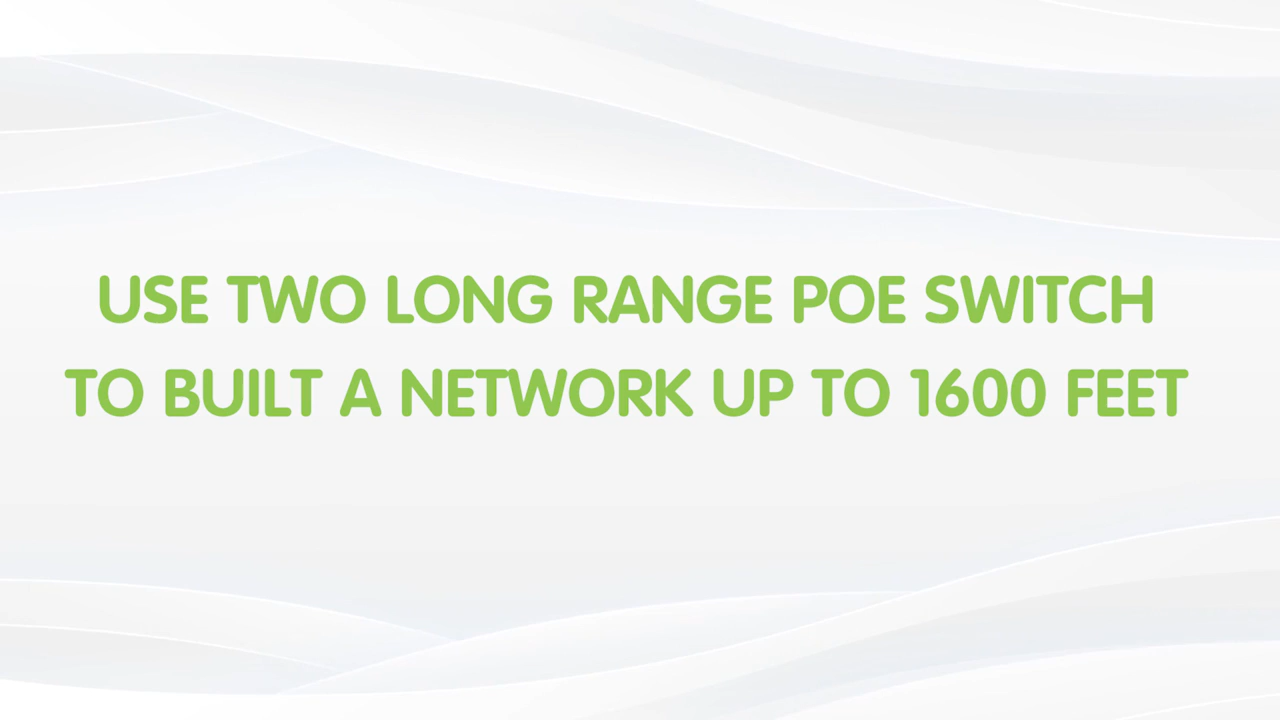 USE TWO LONG RANGE POE SWITCH
TO BUILT A NETWORK UP TO 1600 FEET